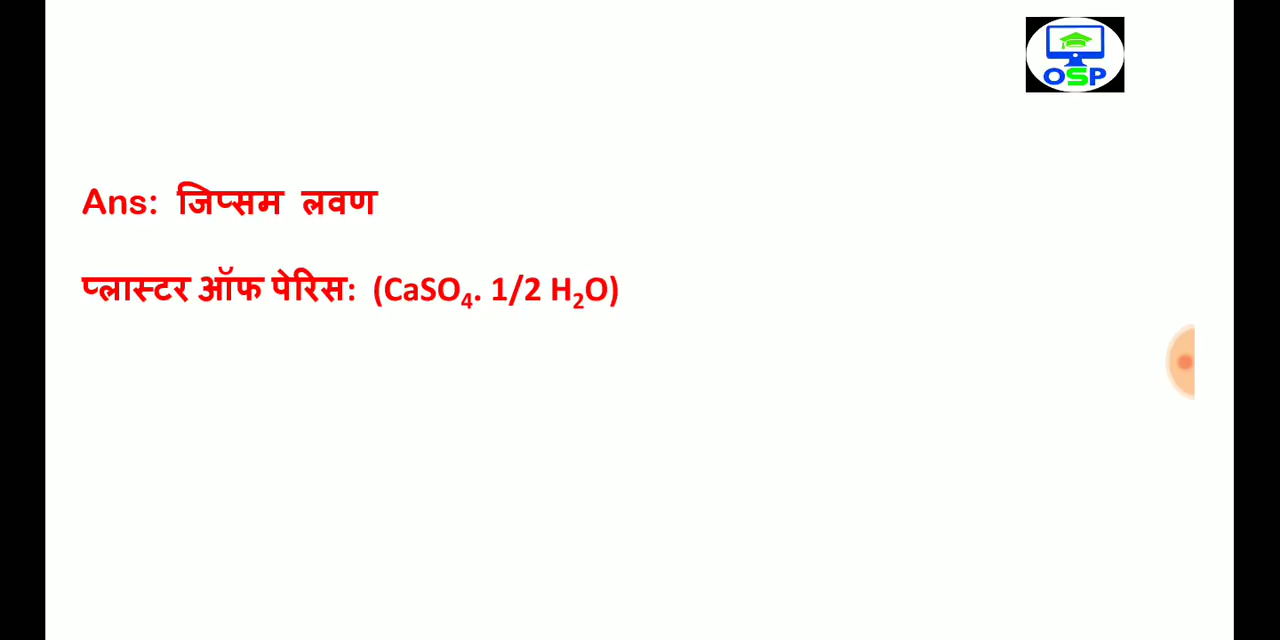 OSP
Ans: जिप्सम लवण
प्लास्टर ऑफ पेरिस: (CaSO₄. 1/2 H₂O)